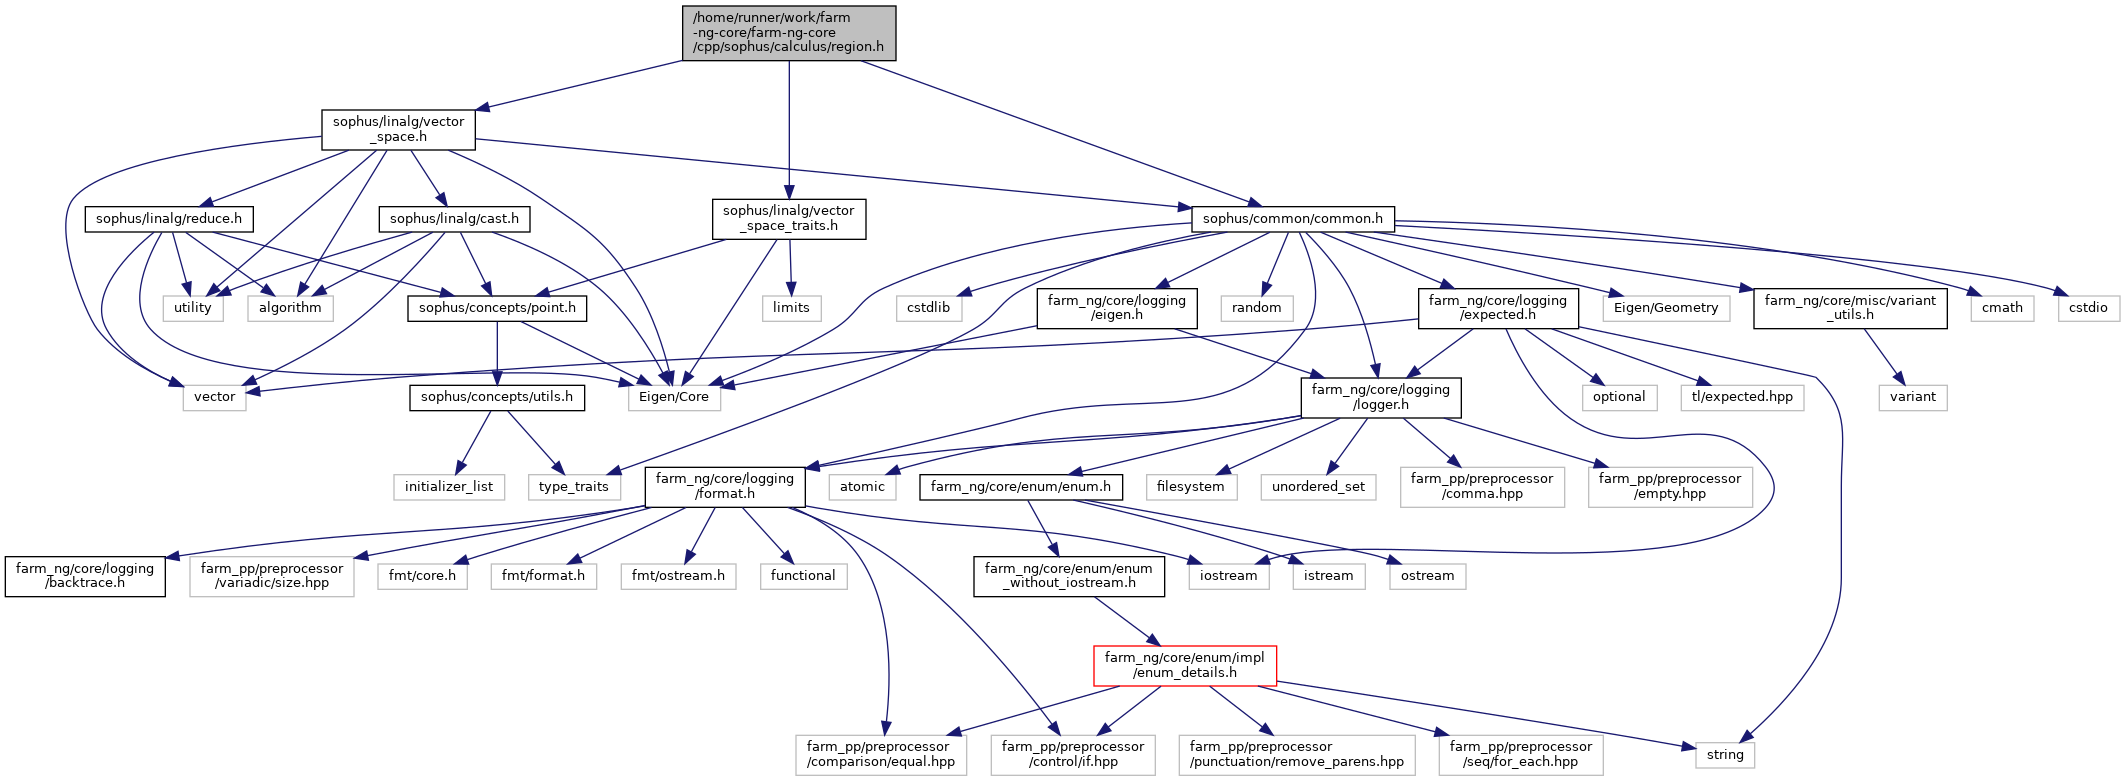 /home/runner/work/farm
-ng-core/farm-ng-core
/cpp/sophus/calculus/region.h
sophus/linalg/vector
_space.h
sophus/linalg/reduce.h
sophus/linalg/cast.h
sophus/linalg/vector
_space_traits.h
sophus/common/common.h
utility
algorithm
sophus/concepts/point.h
limits
cstdlib
farm_ng/core/logging
/eigen.h
random
farm_ng/core/logging
/expected.h
Eigen/Geometry
farm_ng/core/misc/variant
_utils.h
cmath
cstdio
vector
sophus/concepts/utils.h
Eigen/Core
farm_ng/core/logging
/logger.h
optional
tl/expected.hpp
variant
initializer_list
type_traits
farm_ng/core/logging
/format.h
atomic
farm_ng/core/enum/enum.h
filesystem
unordered_set
farm_pp/preprocessor
/comma.hpp
farm_pp/preprocessor
/empty.hpp
farm_ng/core/logging
/backtrace.h
farm_pp/preprocessor
/variadic/size.hpp
fmt/core.h
fmt/format.h
fmt/ostream.h
functional
farm_ng/core/enum/enum
_without_iostream.h
iostream
istream
ostream
farm_ng/core/enum/impl
/enum_details.h
farm_pp/preprocessor
/comparison/equal.hpp
farm_pp/preprocessor
/control/if.hpp
farm_pp/preprocessor
/punctuation/remove_parens.hpp
farm_pp/preprocessor
/seq/for_each.hpp
string